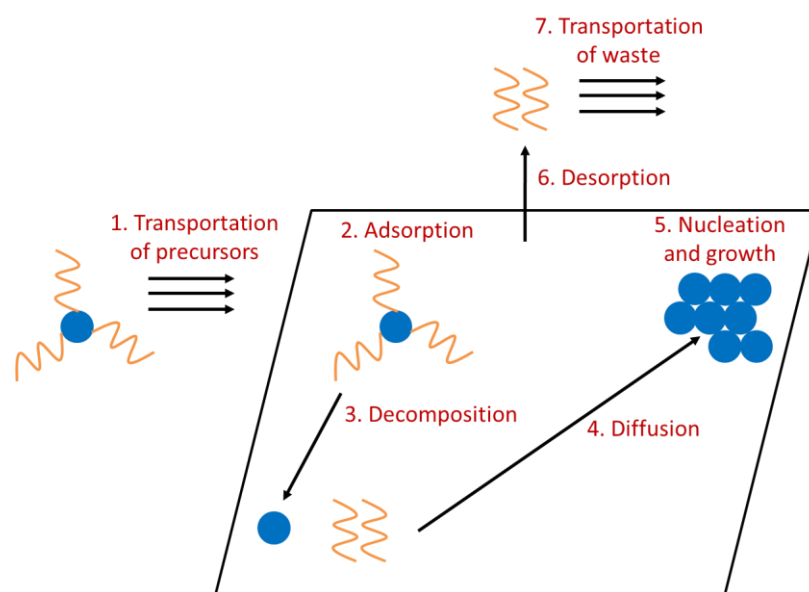 1. Transportation
of precursors
2. Adsorption
3. Decomposition
4. Diffusion
5. Nucleation
and growth
6. Desorption
7. Transportation
of waste